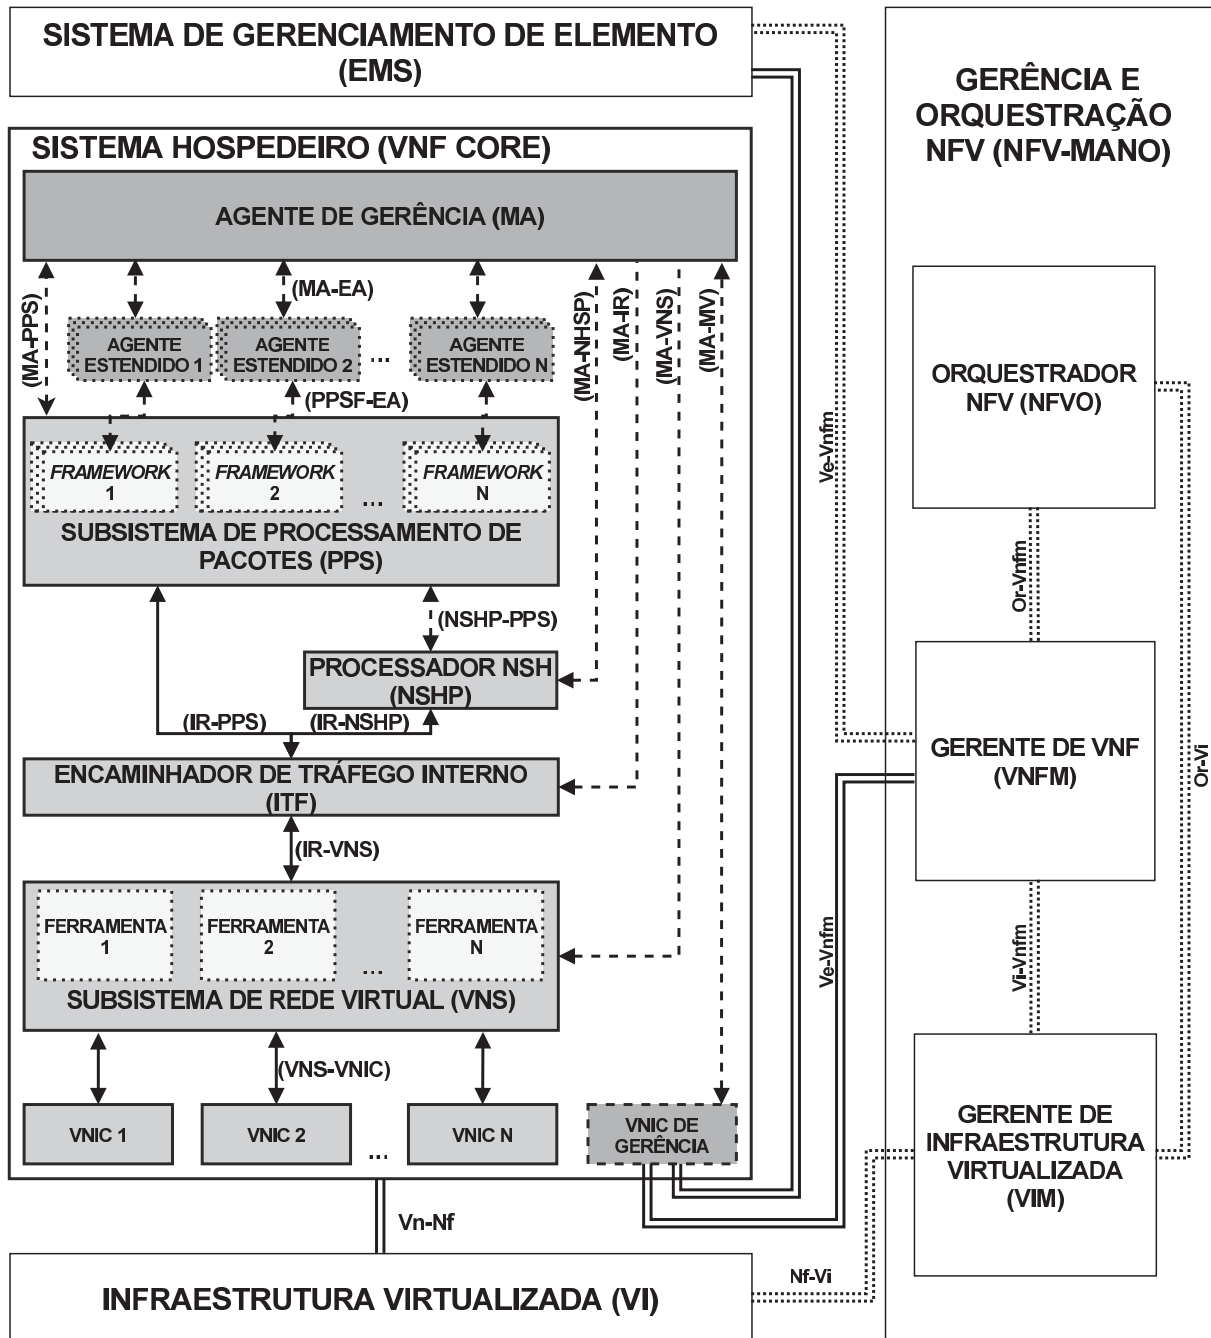 SISTEMA DE GERENCIAMENTO DE ELEMENTO
(EMS)
SISTEMA HOSPEDEIRO (VNF CORE)
AGENTE DE GERÊNCIA (MA)
(MA-PPS)
(MA-EA)
(MA-NHSP)
(MA-IR)
(MA-VNS)
(MA-MV)
AGENTE
ESTENDIDO 1
AGENTE
ESTENDIDO 2
...
AGENTE
ESTENDIDO N
(PPSF-EA)
FRAMEWORK
1
FRAMEWORK
2
...
FRAMEWORK
N
SUBSISTEMA DE PROCESSAMENTO DE
PACOTES (PPS)
(NSHP-PPS)
PROCESSADOR NSH
(NSHP)
(IR-PPS)
(IR-NSHP)
ENCAMINHADOR DE TRÁFEGO INTERNO
(ITF)
(IR-VNS)
FERRAMENTA
1
FERRAMENTA
2
...
FERRAMENTA
N
SUBSISTEMA DE REDE VIRTUAL (VNS)
(VNS-VNIC)
VNIC 1
VNIC 2
...
VNIC N
VNIC DE
GERÊNCIA
Vn-Nf
INFRAESTRUTURA VIRTUALIZADA (VI)
Ve-Vnfm
Ve-Vnfm
Nf-Vi
GERÊNCIA E
ORQUESTRAÇÃO
NFV (NFV-MANO)
ORQUESTRADOR
NFV (NFVO)
Or-Vnfm
GERENTE DE VNF
(VNFM)
Or-Vi
Vi-Vnfm
GERENTE DE
INFRAESTRUTURA
VIRTUALIZADA
(VIM)